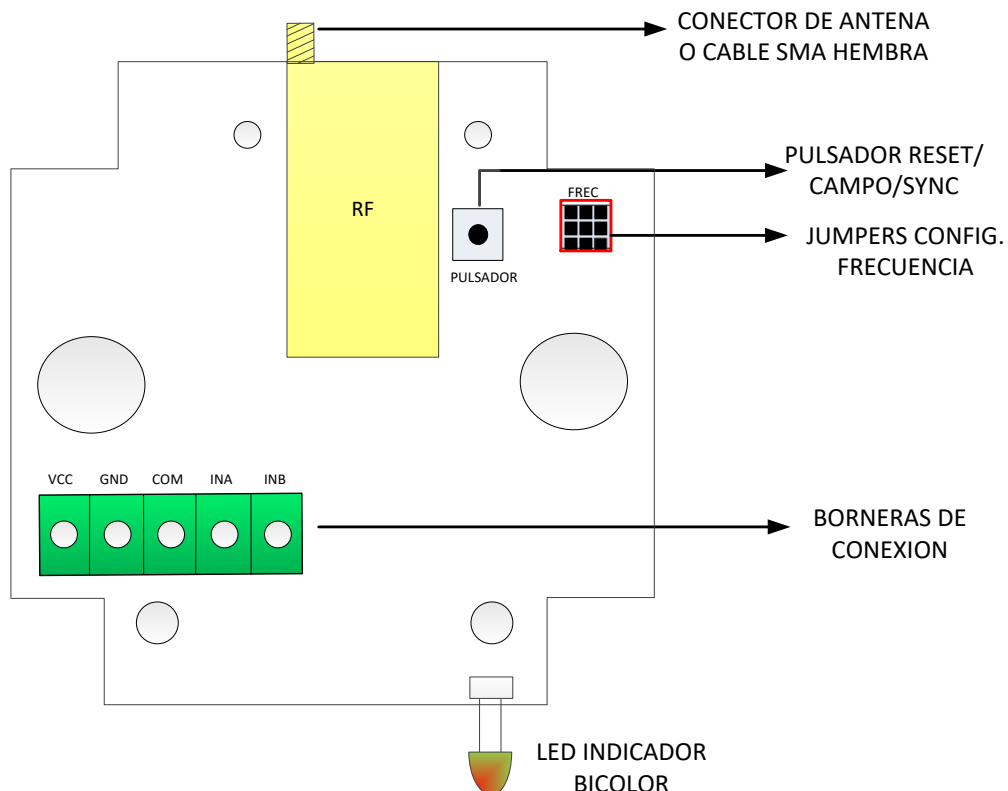 CONECTOR DE ANTENA
O CABLE SMA HEMBRA
PULSADOR RESET/
CAMPO/SYNC
FREC
RF
JUMPERS CONFIG.
FRECUENCIA
PULSADOR
VCC GND COM INA INB
BORNERAS DE
CONEXION
LED INDICADOR
BICOLOR